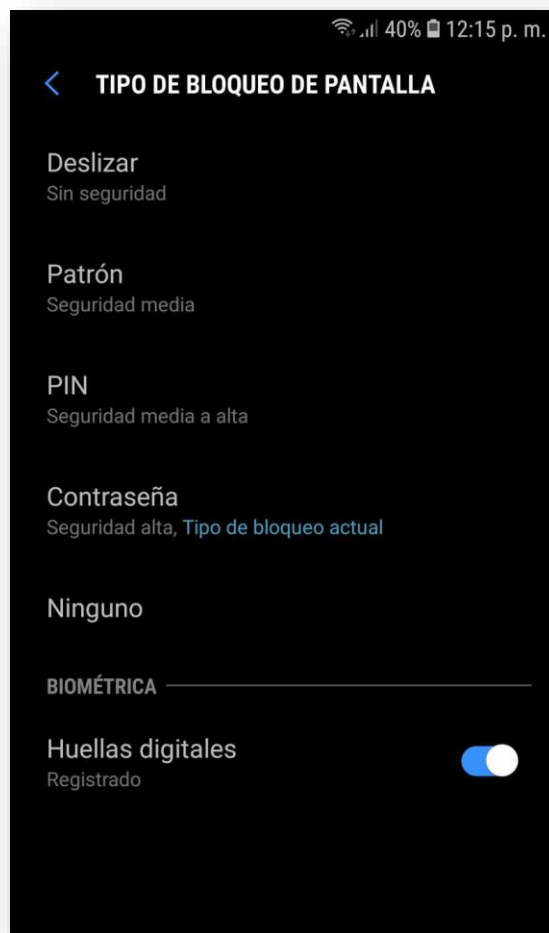 40% 12:15 p. m.
TIPO DE BLOQUEO DE PANTALLA
Deslizar
Sin seguridad
Patrón
Seguridad media
PIN
Seguridad media a alta
Contraseña
Seguridad alta, Tipo de bloqueo actual
Ninguno
BIOMÉTRICA
Huellas digitales
Registrado